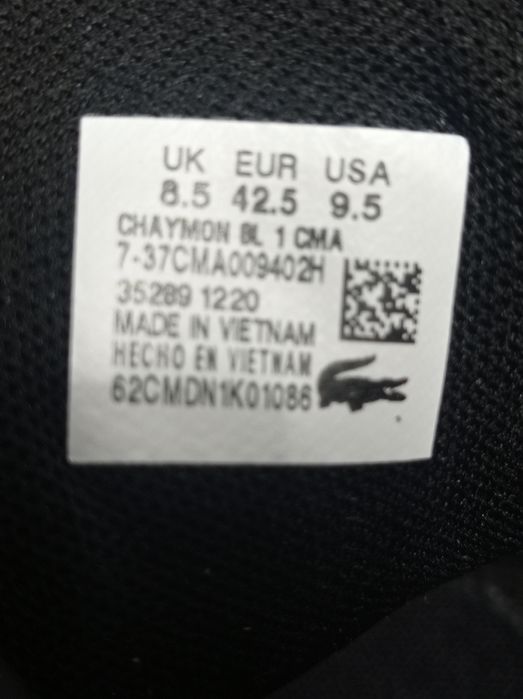 UK EUR USA
8.5 42.5 9.5
CHAYMON BL 1 CMA
7-37CMA009402H
35289 1220
MADE IN VIETNAM
HECHO EN VIETNAM
62CMDN1K01086